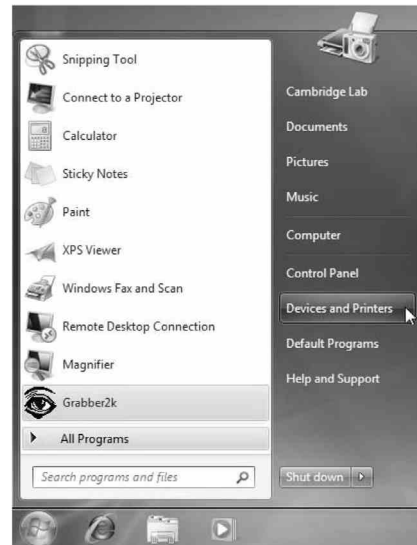 Snipping Tool
Connect to a Projector
Calculator
Sticky Notes
Paint
XPS Viewer
Windows Fax and Scan
Remote Desktop Connection
Magnifier
Grabber2k
All Programs
Search programs and files
Cambridge Lab
Documents
Pictures
Music
Computer
Control Panel
Devices and Printers
Default Programs
Help and Support
Shut down